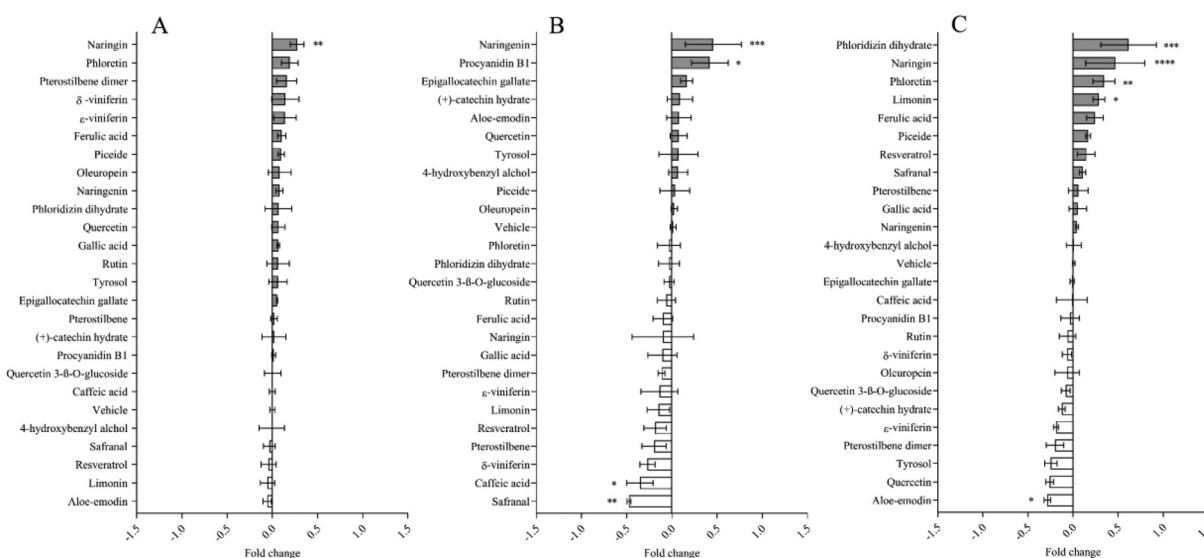 A
Naringin
**
Phloretin
Pterostilbene dimer
δ -viniferin
ε-viniferin
Ferulic acid
Piceide
Oleuropein
Naringenin
Phloridizin dihydrate
Quercetin
Gallic acid
Rutin
Tyrosol
Epigallocatechin gallate
Pterostilbene
(+)-catechin hydrate
Procyanidin B1
Quercetin 3-ß-O-glucoside
Caffeic acid
Vehicle
4-hydroxybenzyl alchol
Safranal
Resveratrol
Limonin
Aloe-emodin
-1.5 -1.0 -0.5 0.0 0.5 1.0 1.5
Fold change
B
Naringenin
***
Procyanidin B1
*
Epigallocatechin gallate
(+)-catechin hydrate
Aloe-emodin
Quercetin
Tyrosol
4-hydroxybenzyl alchol
Piceide
Oleuropein
Vehicle
Phloretin
Phloridizin dihydrate
Quercetin 3-ß-O-glucoside
Rutin
Ferulic acid
Naringin
Gallic acid
Pterostilbene dimer
ε-viniferin
Limonin
Resveratrol
Pterostilbene
δ-viniferin
Caffeic acid
*
Safranal
**
-1.5 -1.0 -0.5 0.0 0.5 1.0 1.5
Fold change
C
Phloridizin dihydrate
***
Naringin
****
Phloretin
**
Limonin
*
Ferulic acid
Piceide
Resveratrol
Safranal
Pterostilbene
Gallic acid
Naringenin
4-hydroxybenzyl alchol
Vehicle
Epigallocatechin gallate
Caffeic acid
Procyanidin B1
Rutin
δ-viniferin
Oleuropein
Quercetin 3-ß-O-glucoside
(+)-catechin hydrate
ε-viniferin
Pterostilbene dimer
Tyrosol
Quercetin
Aloe-emodin
*
-1.5 -1.0 -0.5 0.0 0.5 1.0 1.5
Fold change